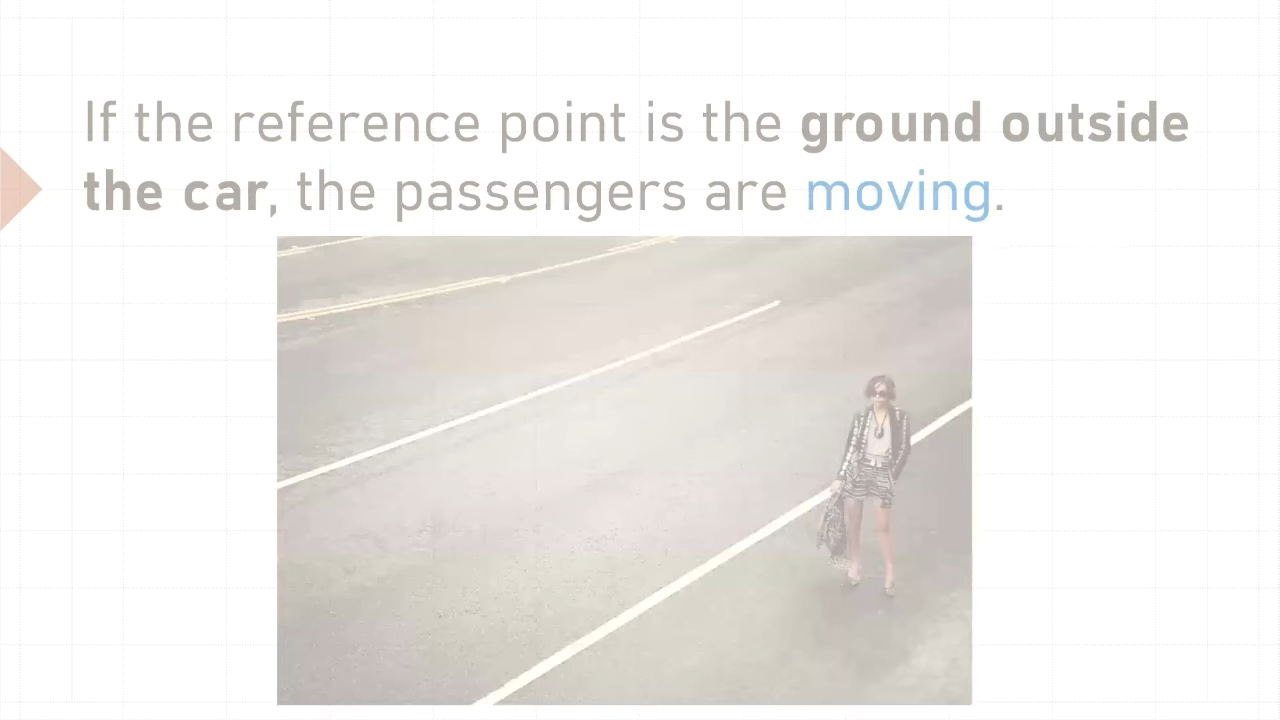 If the reference point is the ground outside
the car, the passengers are moving.